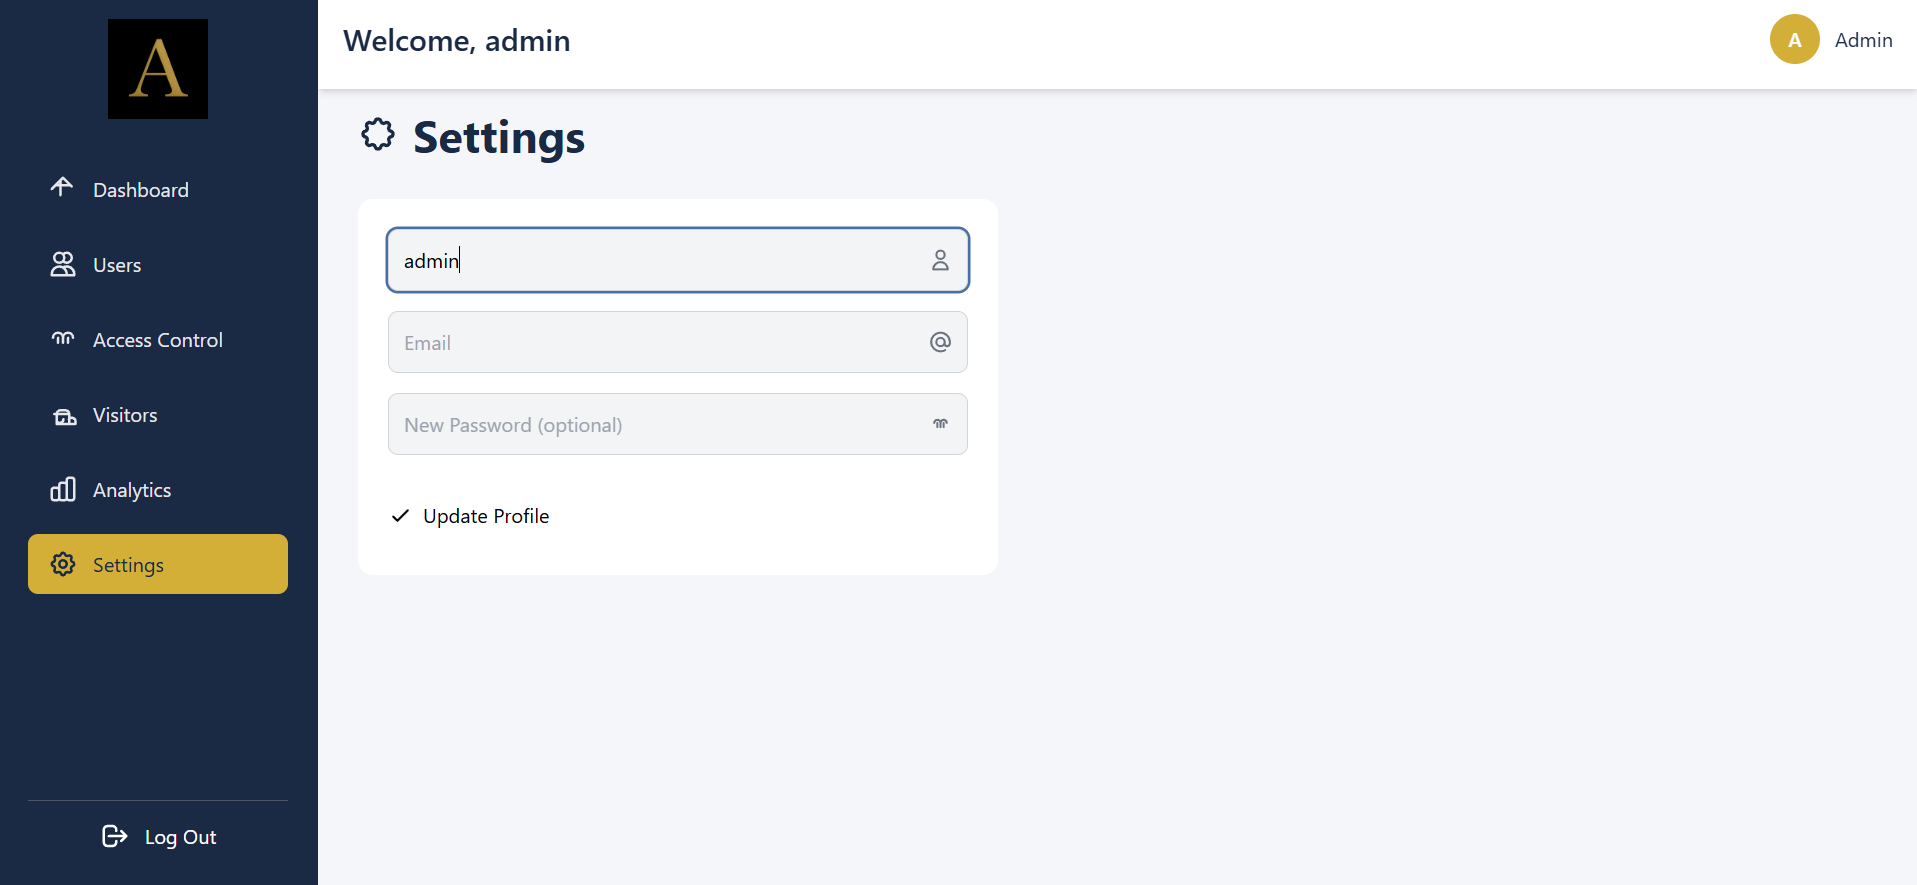 A
Dashboard
Users
Access Control
Visitors
Analytics
Settings
Log Out
Welcome, admin
A Admin
Settings
admin
Email
New Password (optional)
Update Profile